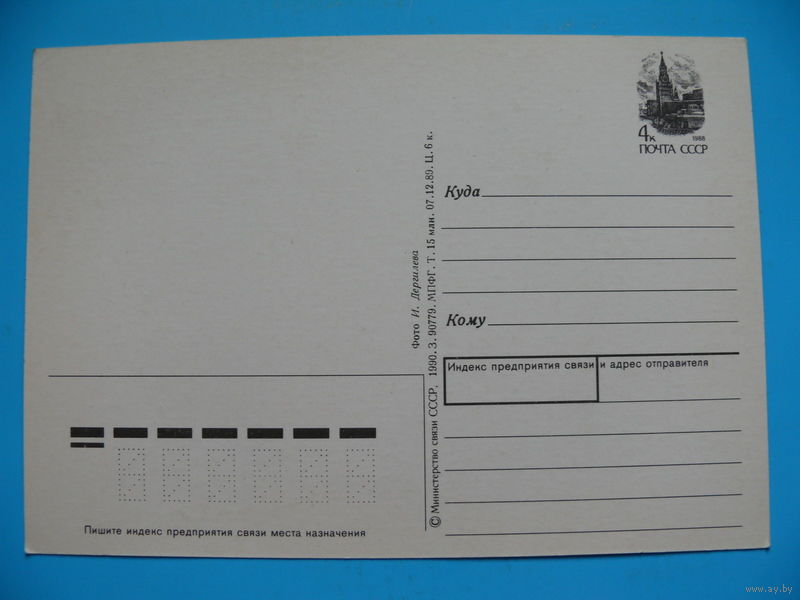 4к
1988
ПОЧТА СССР
Куда
Кому
Индекс предприятия связи и адрес отправителя
Фото И. Дергилева
© Министерство связи СССР, 1990. З. 90779. МПФГ. Т. 15 млн. 07.12.89. Ц. 6 к.
Пишите индекс предприятия связи места назначения
www.ay.by